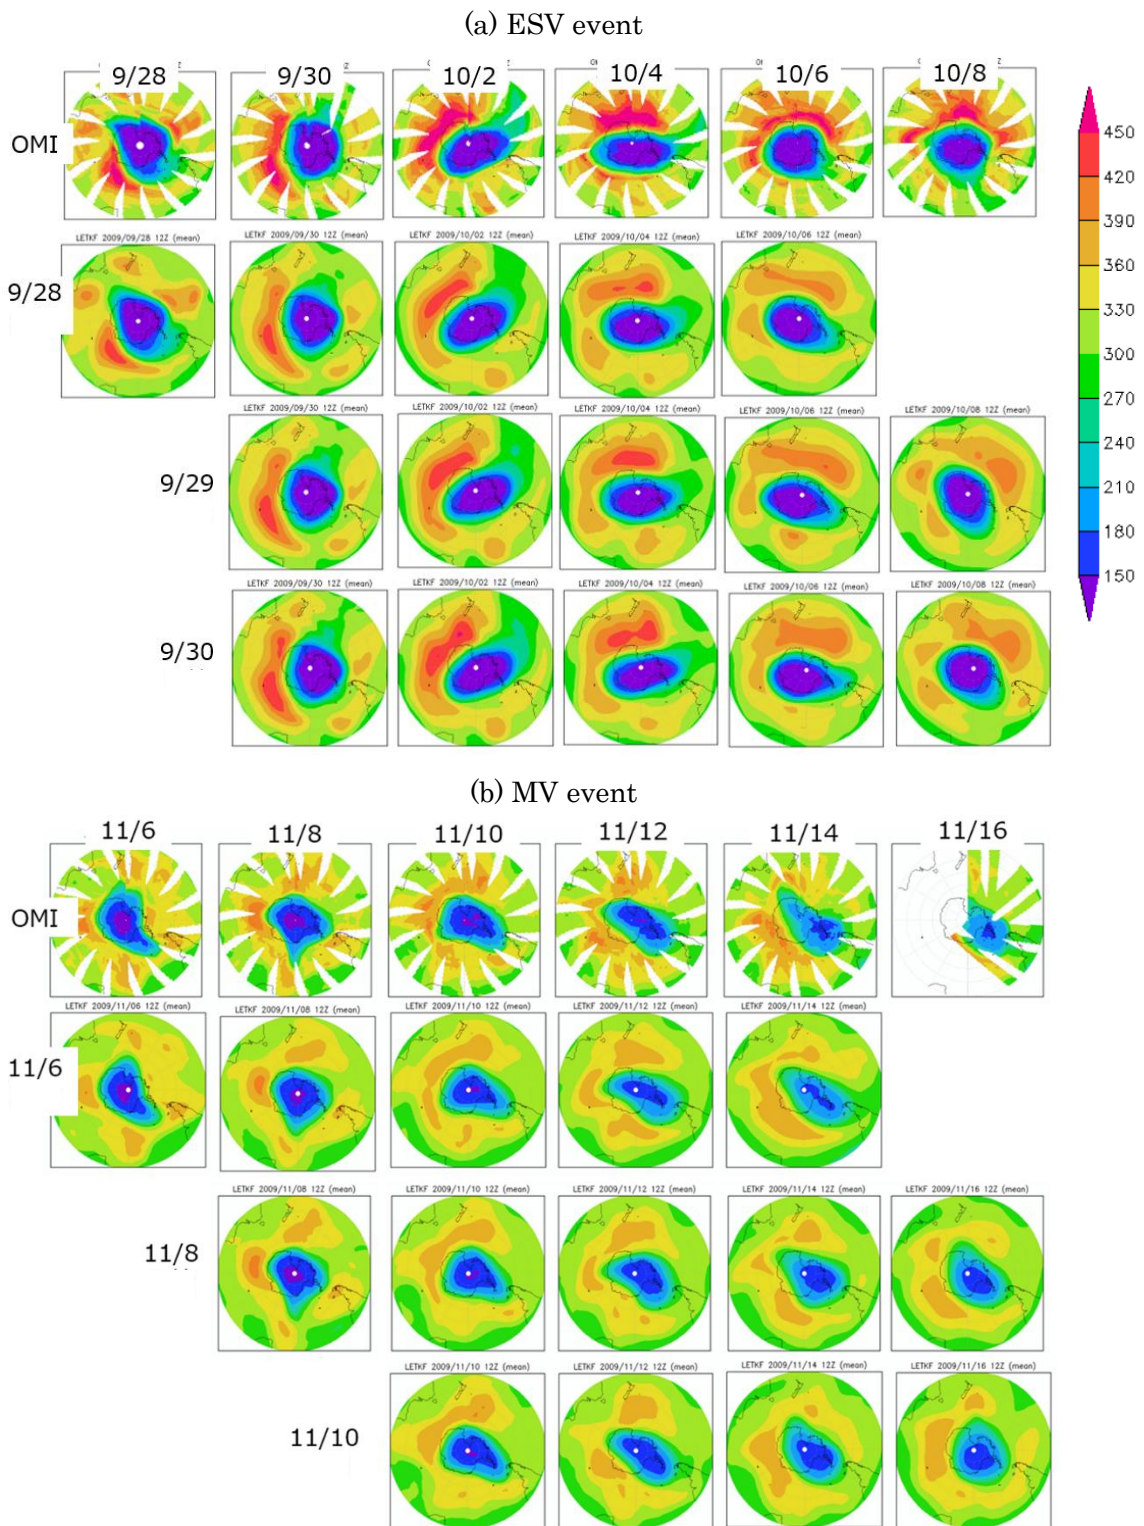 (a) ESV event
9/28 9/30 10/2 10/4 10/6 10/8
OMI
450
420
390
360
330
300
270
240
210
180
150
LETKF 2009/09/28 12Z (mean) LETKF 2009/09/30 12Z (mean) LETKF 2009/10/02 12Z (mean) LETKF 2009/10/04 12Z (mean) LETKF 2009/10/06 12Z (mean)
9/28
LETKF 2009/09/30 12Z (mean) LETKF 2009/10/02 12Z (mean) LETKF 2009/10/04 12Z (mean) LETKF 2009/10/06 12Z (mean) LETKF 2009/10/08 12Z (mean)
9/29
LETKF 2009/09/30 12Z (mean) LETKF 2009/10/02 12Z (mean) LETKF 2009/10/04 12Z (mean) LETKF 2009/10/06 12Z (mean) LETKF 2009/10/08 12Z (mean)
9/30
(b) MV event
11/6 11/8 11/10 11/12 11/14 11/16
OMI
LETKF 2009/11/06 12Z (mean) LETKF 2009/11/08 12Z (mean) LETKF 2009/11/10 12Z (mean) LETKF 2009/11/12 12Z (mean) LETKF 2009/11/14 12Z (mean)
11/6
LETKF 2009/11/08 12Z (mean) LETKF 2009/11/10 12Z (mean) LETKF 2009/11/12 12Z (mean) LETKF 2009/11/14 12Z (mean) LETKF 2009/11/16 12Z (mean)
11/8
LETKF 2009/11/10 12Z (mean) LETKF 2009/11/12 12Z (mean) LETKF 2009/11/14 12Z (mean) LETKF 2009/11/16 12Z (mean)
11/10